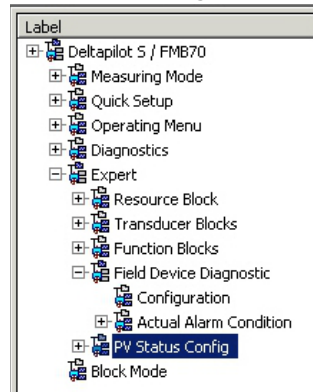 Label
Deltapilot S / FMB70
Measuring Mode
Quick Setup
Operating Menu
Diagnostics
Expert
Resource Block
Transducer Blocks
Function Blocks
Field Device Diagnostic
Configuration
Actual Alarm Condition
PV Status Config
Block Mode